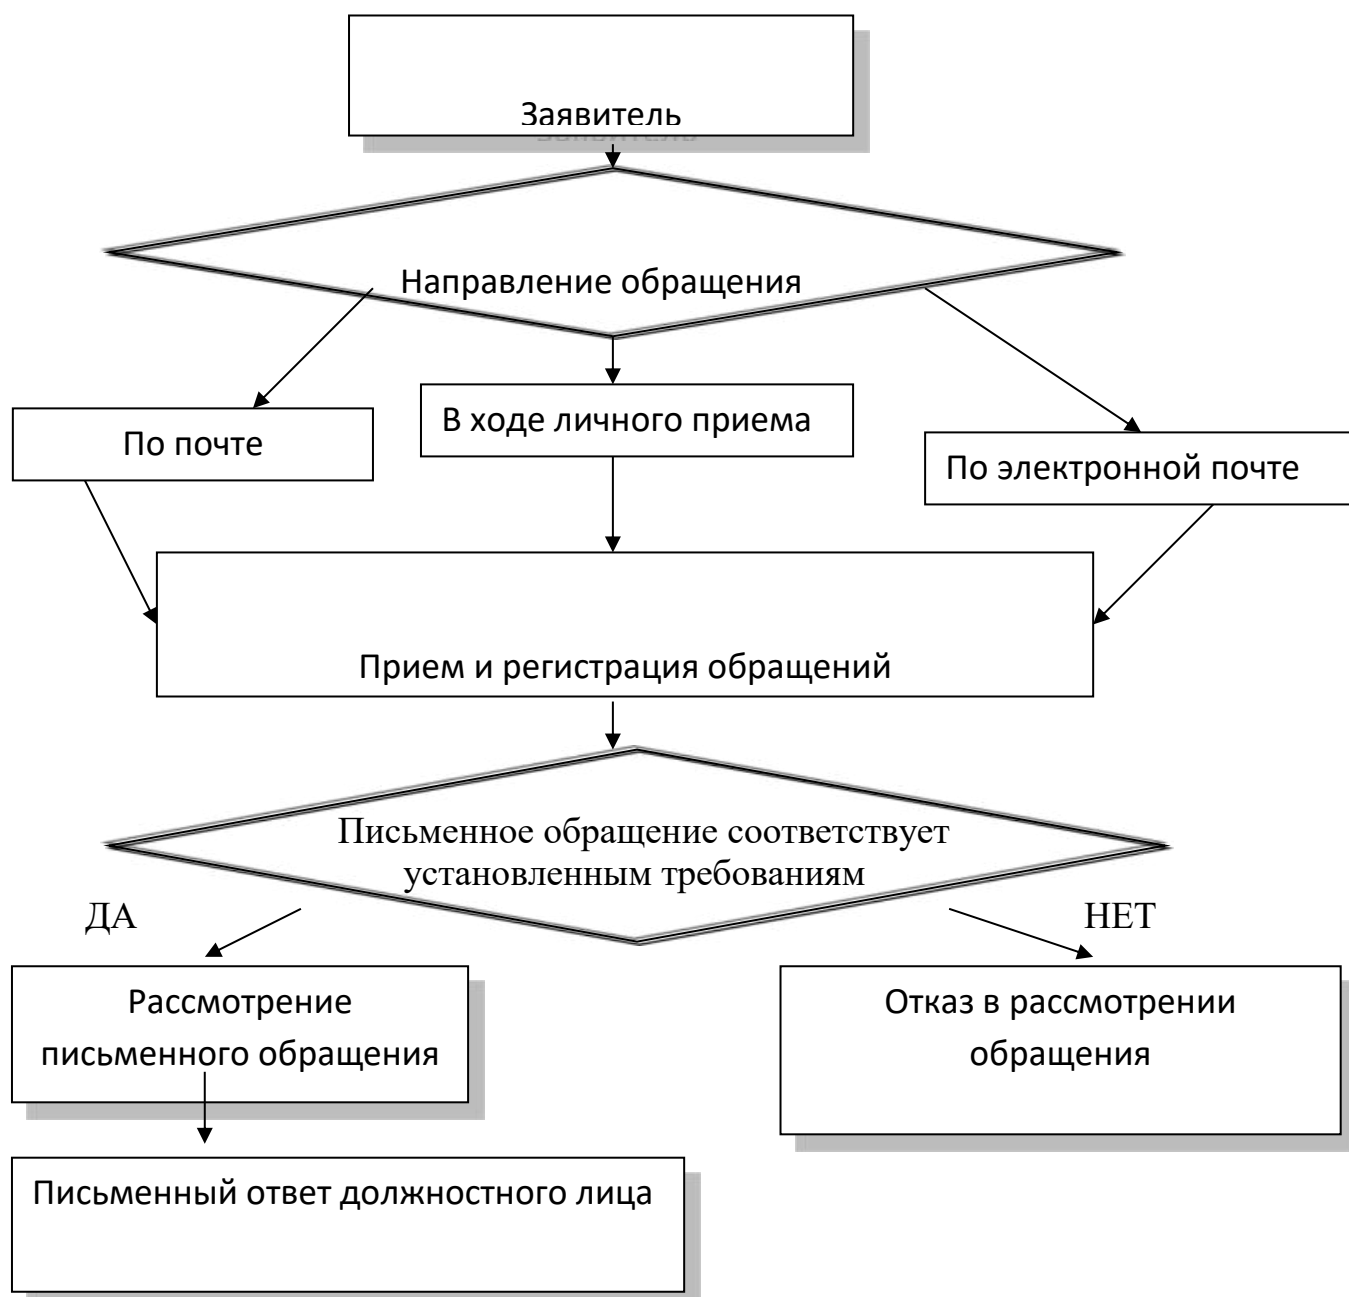 Заявитель
Направление обращения
По почте
В ходе личного приема
По электронной почте
Прием и регистрация обращений
Письменное обращение соответствует
установленным требованиям
ДА
НЕТ
Рассмотрение
письменного обращения
Отказ в рассмотрении
обращения
Письменный ответ должностного лица